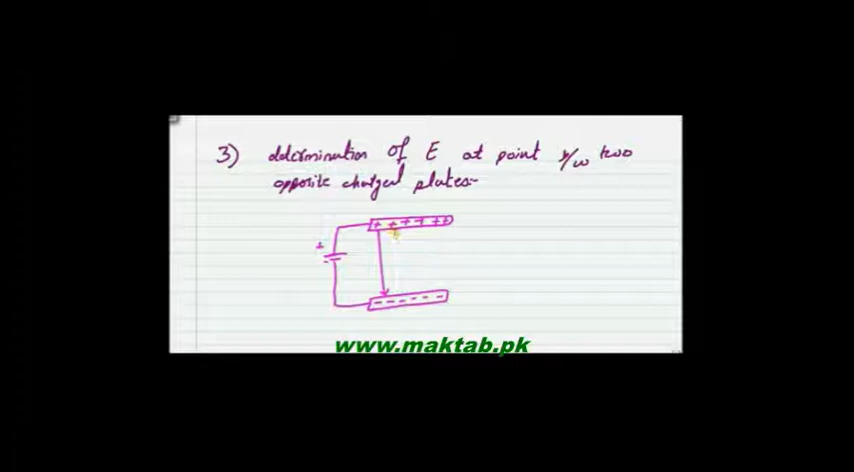 3) determination of E at point b/w two
opposite charged plates-
+
+ + + + + +
- - - - - -
www.maktab.pk